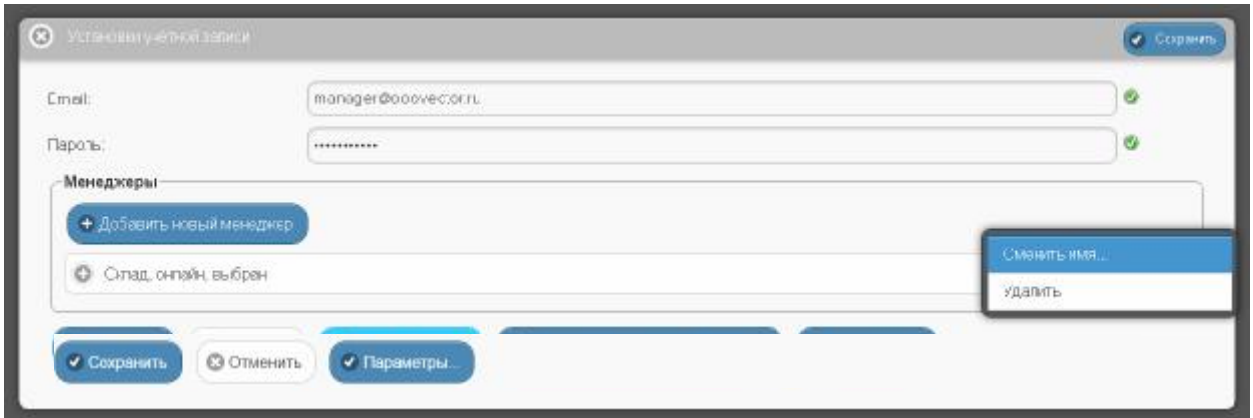 Установки учётной записи
Сохранить
Email:
manager@ooovector.ru
Пароль:
•••••••••••
Менеджеры
Добавить новый менеджер
Склад, онлайн, выбран
Сменить имя...
Удалить
Сохранить
Отменить
Параметры...